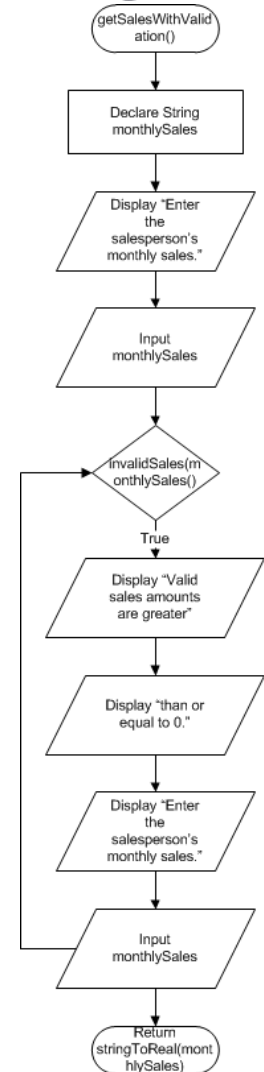 getSalesWithValid
ation()
Declare String
monthlySales
Display “Enter
the
salesperson’s
monthly sales.”
Input
monthlySales
InvalidSales(m
onthlySales()
True
Display “Valid
sales amounts
are greater”
Display “than or
equal to 0.”
Display “Enter
the
salesperson’s
monthly sales.”
Input
monthlySales
Return
stringToReal(mont
hlySales)